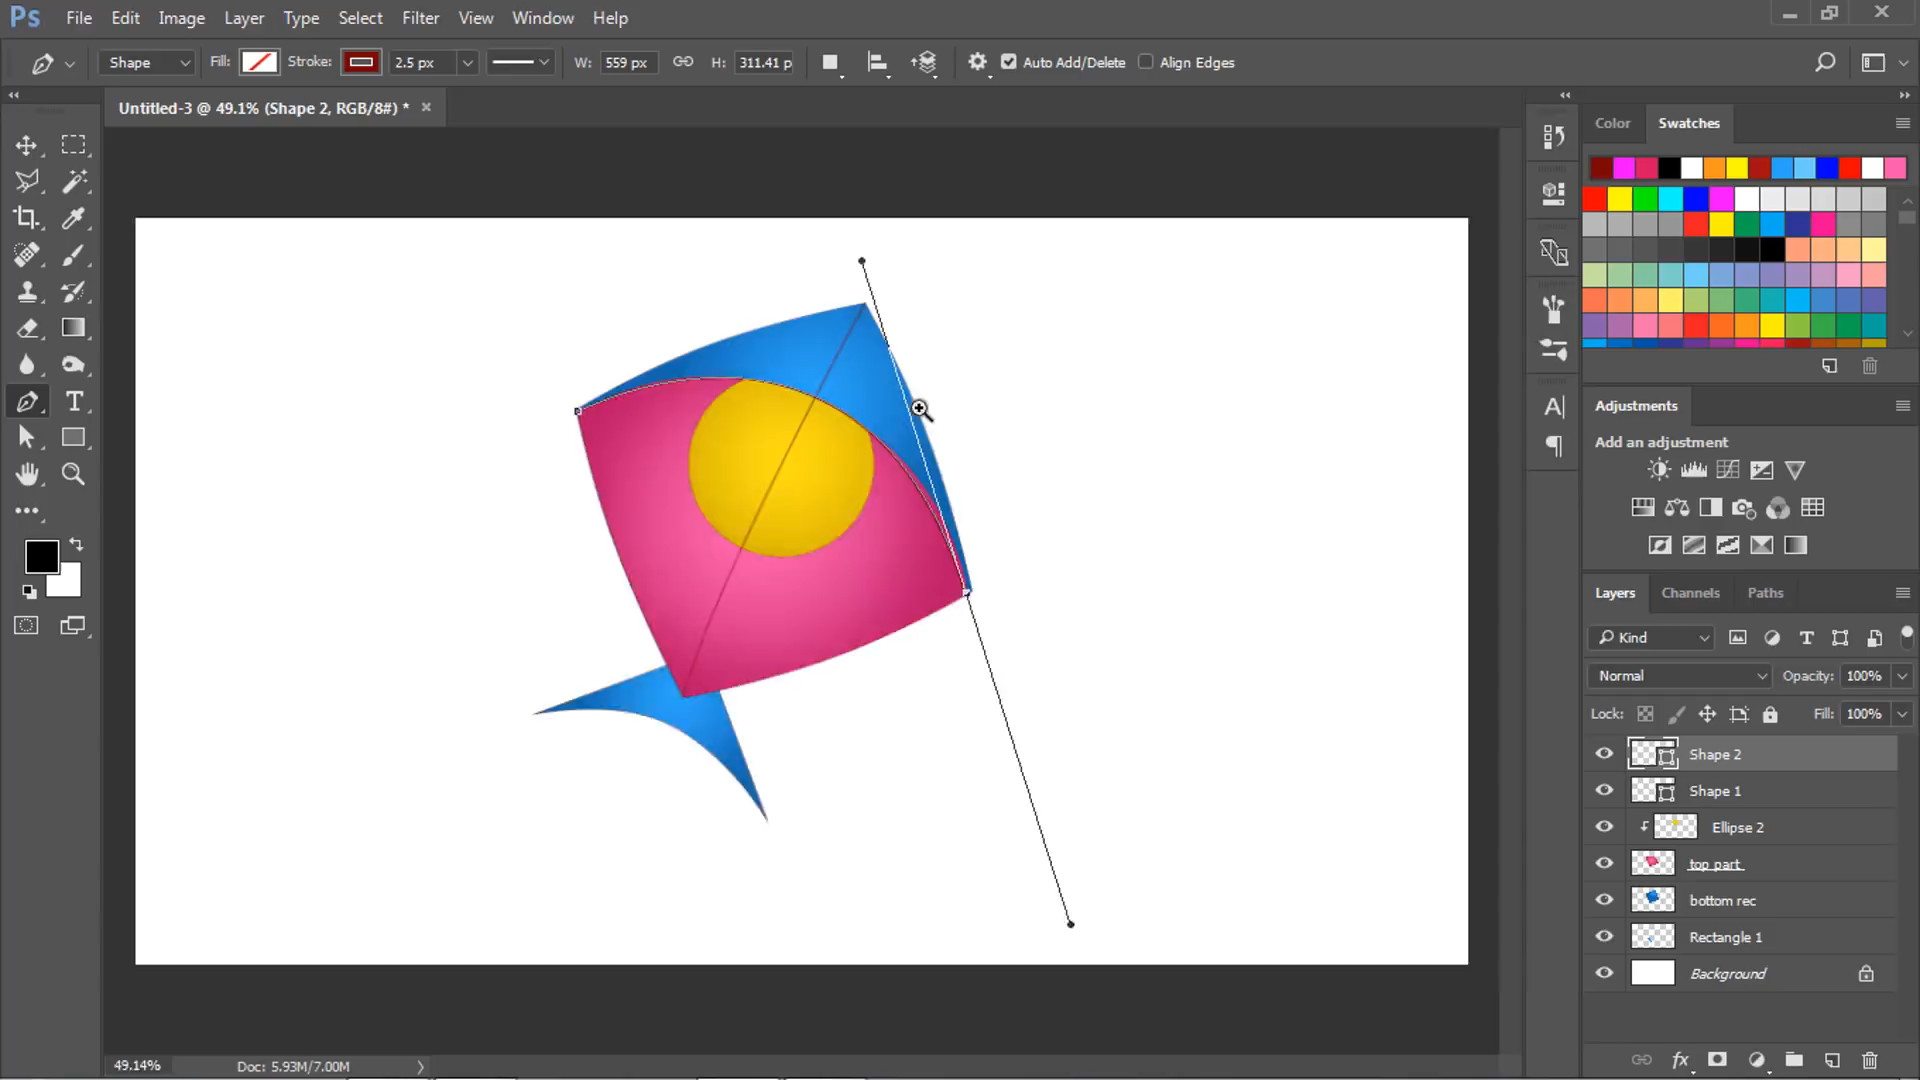 Ps File Edit Image Layer Type Select Filter View Window Help
Shape Fill: Stroke: 2.5 px W: 559 px H: 311.41 p Auto Add/Delete Align Edges
Untitled-3 @ 49.1% (Shape 2, RGB/8#) *
Color Swatches
Adjustments
Add an adjustment
Layers Channels Paths
Kind
Normal Opacity: 100%
Lock: Fill: 100%
Shape 2
Shape 1
Ellipse 2
top part
bottom rec
Rectangle 1
Background
49.14% Doc: 5.93M/7.00M